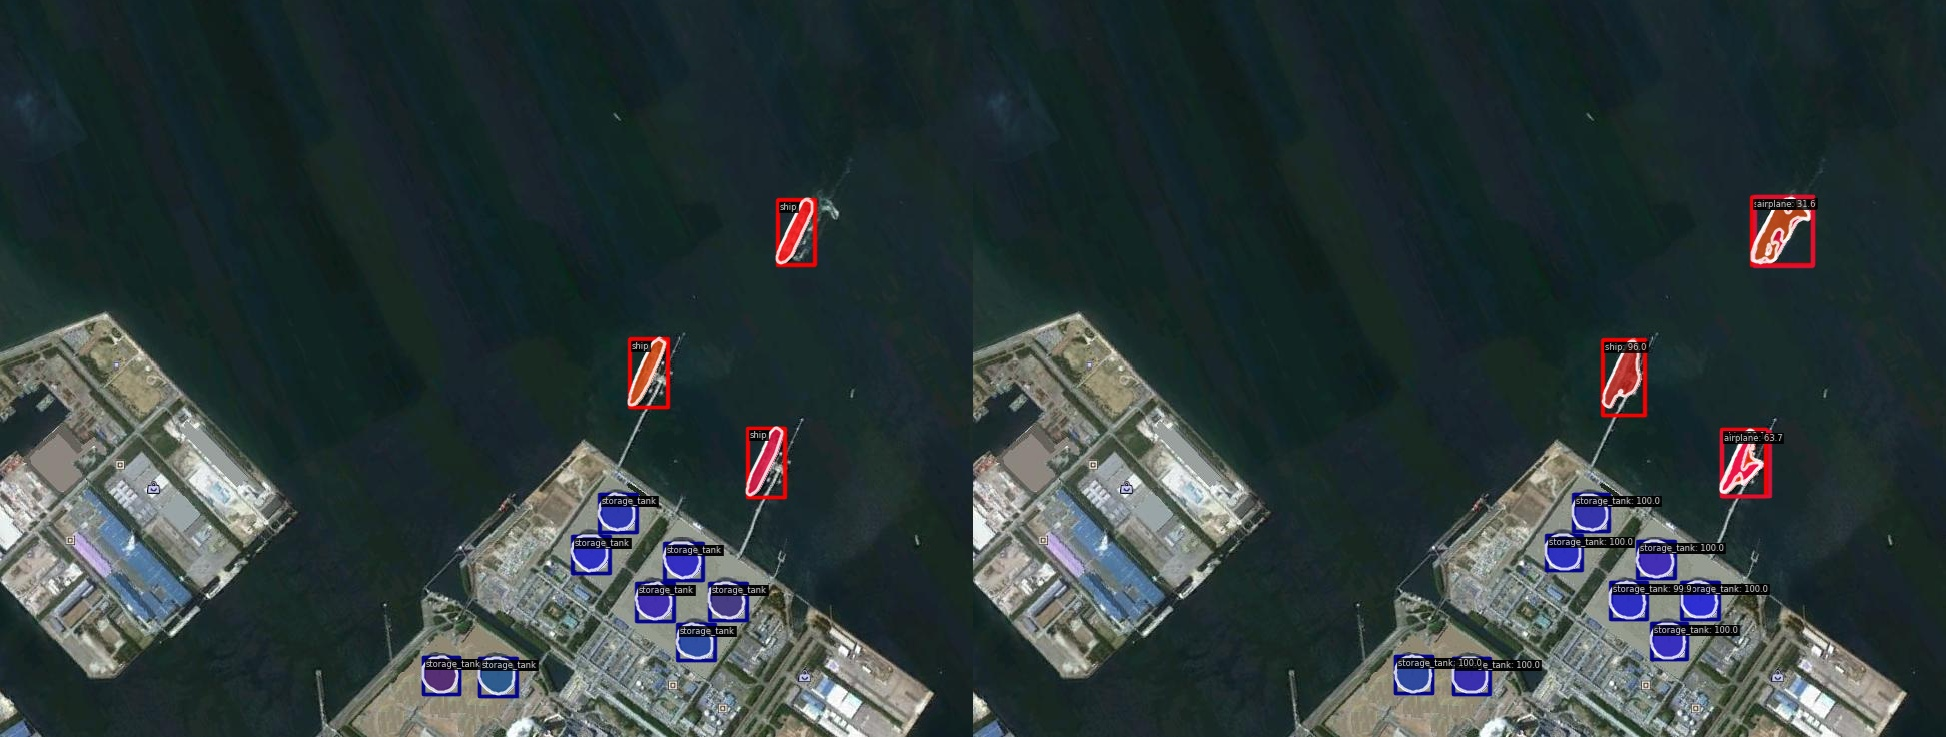 ship
ship
ship
storage_tank
storage_tank
storage_tank
storage_tank
storage_tank
storage_tank
storage_tank
storage_tank
airplane: 31.6
ship: 96.0
airplane: 63.7
storage_tank: 100.0
storage_tank: 100.0
storage_tank: 100.0
storage_tank: 99.9
orage_tank: 100.0
storage_tank: 100.0
storage_tank: 100.0
e_tank: 100.0